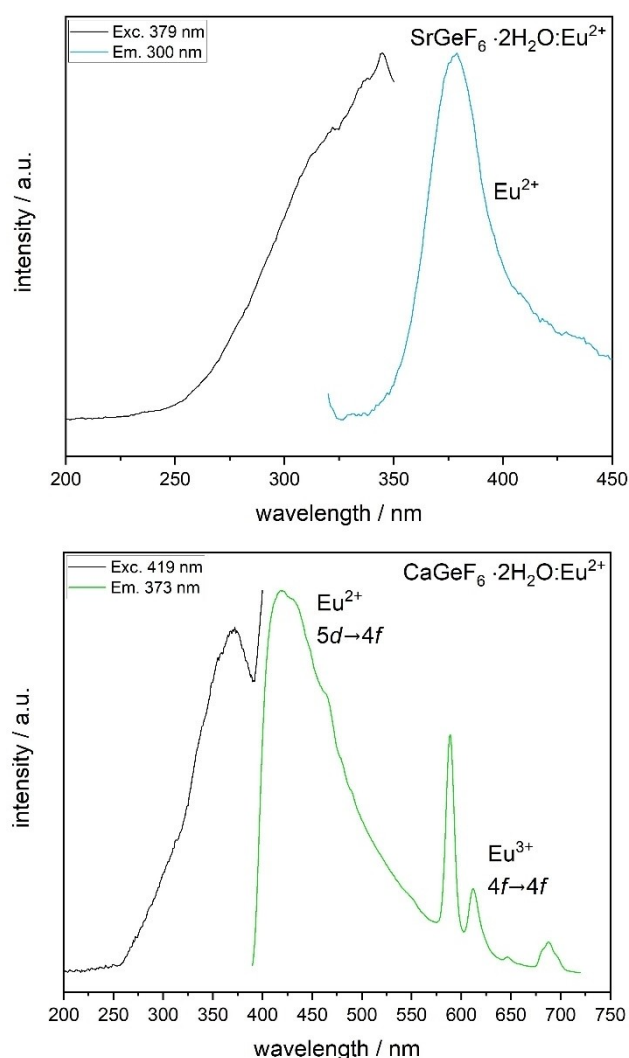 Exc. 379 nm
Em. 300 nm
SrGeF₆ ·2H₂O:Eu²⁺
Eu²⁺
intensity / a.u.
200 250 300 350 400 450
wavelength / nm
Exc. 419 nm
Em. 373 nm
CaGeF₆ ·2H₂O:Eu²⁺
Eu²⁺
5d→4f
Eu³⁺
4f→4f
intensity / a.u.
200 250 300 350 400 450 500 550 600 650 700 750
wavelength / nm